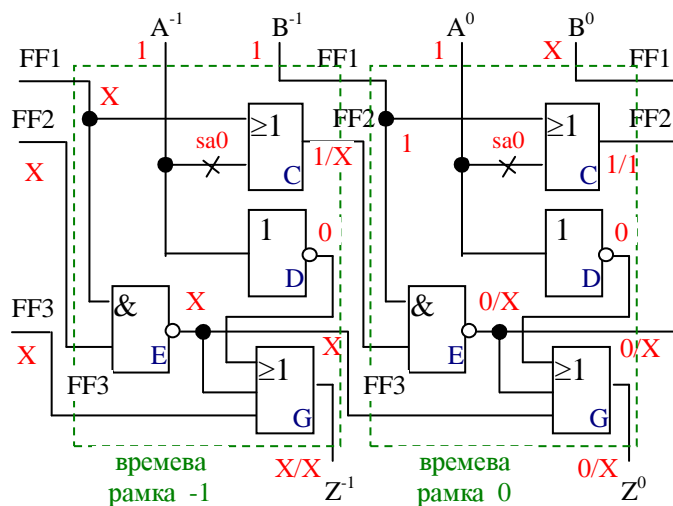 A⁻¹ B⁻¹ A⁰ B⁰
1 1 1 X
FF1 FF1 FF1
X
FF2 ≥1 FF2 ≥1 FF2
sa0 1 sa0
X C 1/X C 1/1
1 0 1 0
D D
& X & 0/X
E E
FF3 X 0/X
X ≥1 ≥1
FF3 FF3
G G
времева X/X времева 0/X
рамка -1 Z⁻¹ рамка 0 Z⁰